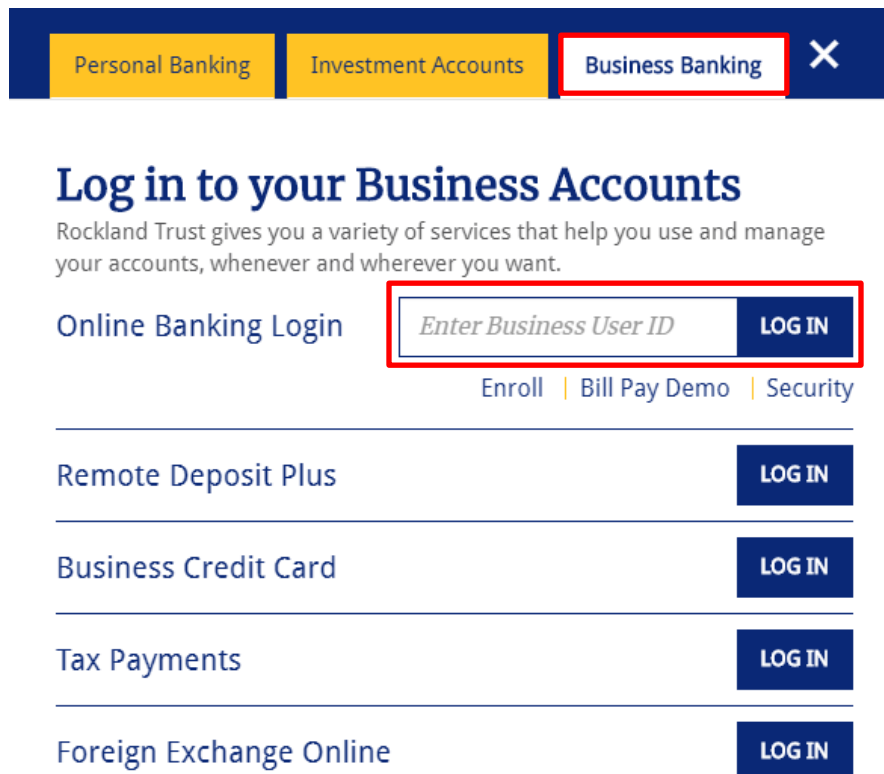 Personal Banking
Investment Accounts
Business Banking
×
Log in to your Business Accounts
Rockland Trust gives you a variety of services that help you use and manage
your accounts, whenever and wherever you want.
Online Banking Login
Enter Business User ID
LOG IN
Enroll | Bill Pay Demo | Security
Remote Deposit Plus
LOG IN
Business Credit Card
LOG IN
Tax Payments
LOG IN
Foreign Exchange Online
LOG IN